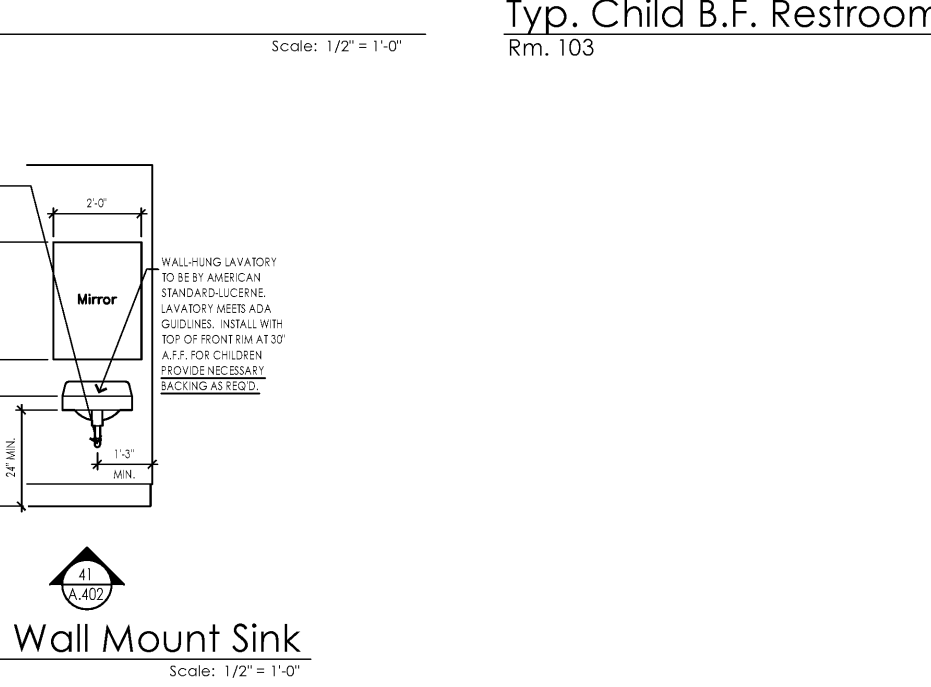 Typ. Child B.F. Restroom
Scale: 1/2" = 1'-0"
Rm. 103
2'-0"
Mirror
WALL-HUNG LAVATORY
TO BE BY AMERICAN
STANDARD-LUCERNE.
LAVATORY MEETS ADA
GUIDLINES. INSTALL WITH
TOP OF FRONT RIM AT 30"
A.F.F. FOR CHILDREN
PROVIDE NECESSARY
BACKING AS REQ'D.
24" MIN.
1'-3"
MIN.
41
A.402
Wall Mount Sink
Scale: 1/2" = 1'-0"